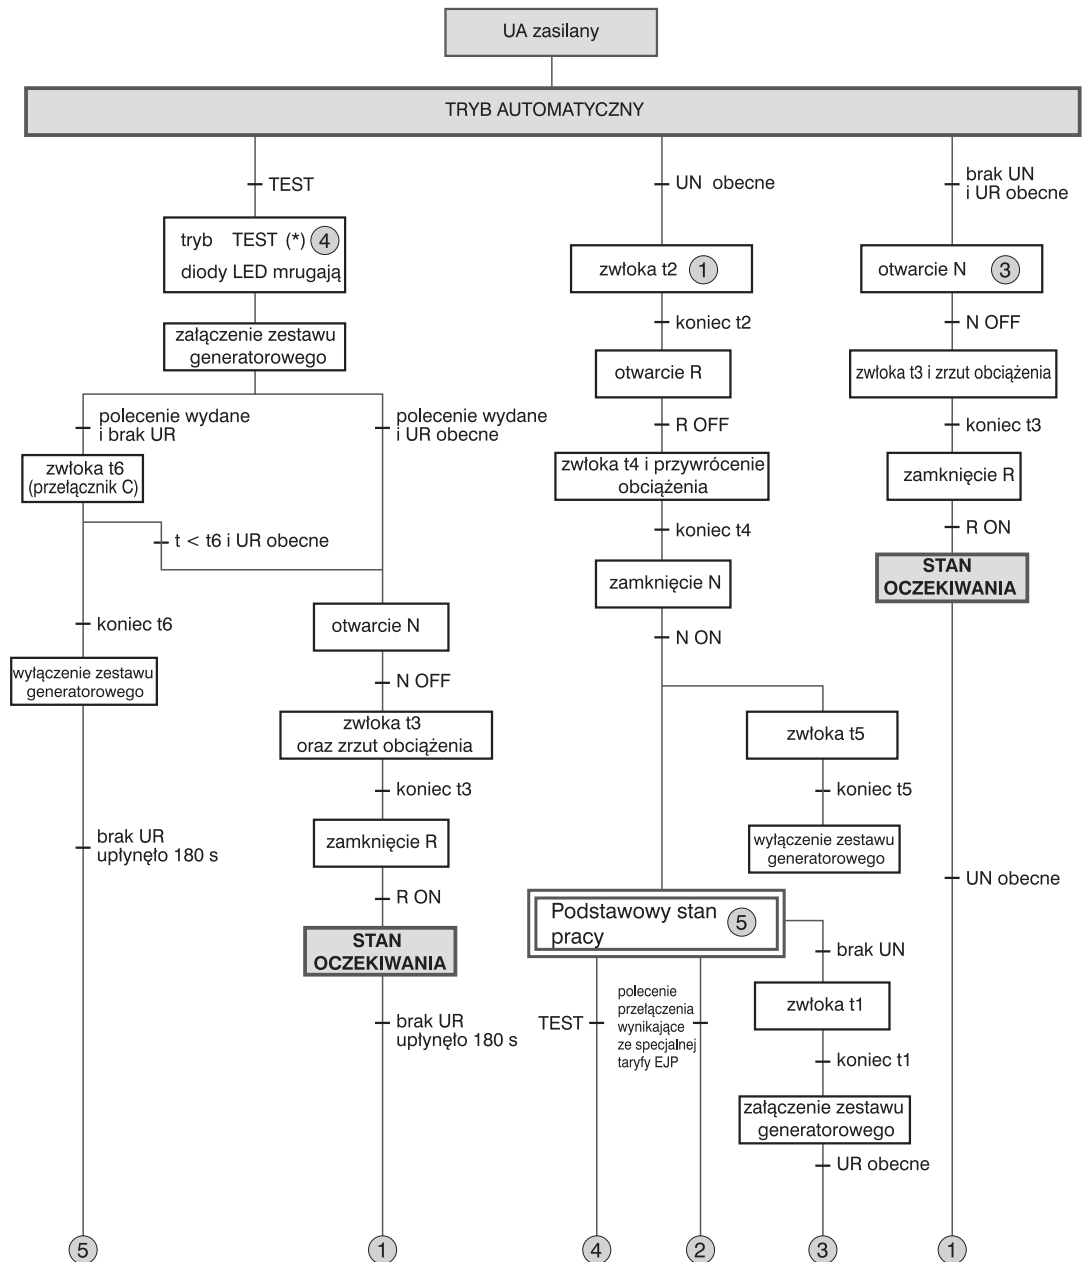 UA zasilany
TRYB AUTOMATYCZNY
TEST
tryb TEST (*) 4
diody LED mrugają
załączenie zestawu
generatorowego
polecenie wydane
i brak UR
polecenie wydane
i UR obecne
zwłoka t6
(przełącznik C)
t < t6 i UR obecne
koniec t6
wyłączenie zestawu
generatorowego
brak UR
upłynęło 180 s
5
otwarcie N
N OFF
zwłoka t3
oraz zrzut obciążenia
koniec t3
zamknięcie R
R ON
STAN
OCZEKIWANIA
brak UR
upłynęło 180 s
1
UN obecne
zwłoka t2 1
koniec t2
otwarcie R
R OFF
zwłoka t4 i przywrócenie
obciążenia
koniec t4
zamknięcie N
N ON
zwłoka t5
koniec t5
wyłączenie zestawu
generatorowego
Podstawowy stan
pracy 5
TEST
4
polecenie
przełączenia
wynikające
ze specjalnej
taryfy EJP
2
brak UN
zwłoka t1
koniec t1
załączenie zestawu
generatorowego
UR obecne
3
brak UN
i UR obecne
otwarcie N 3
N OFF
zwłoka t3 i zrzut obciążenia
koniec t3
zamknięcie R
R ON
STAN
OCZEKIWANIA
UN obecne
1